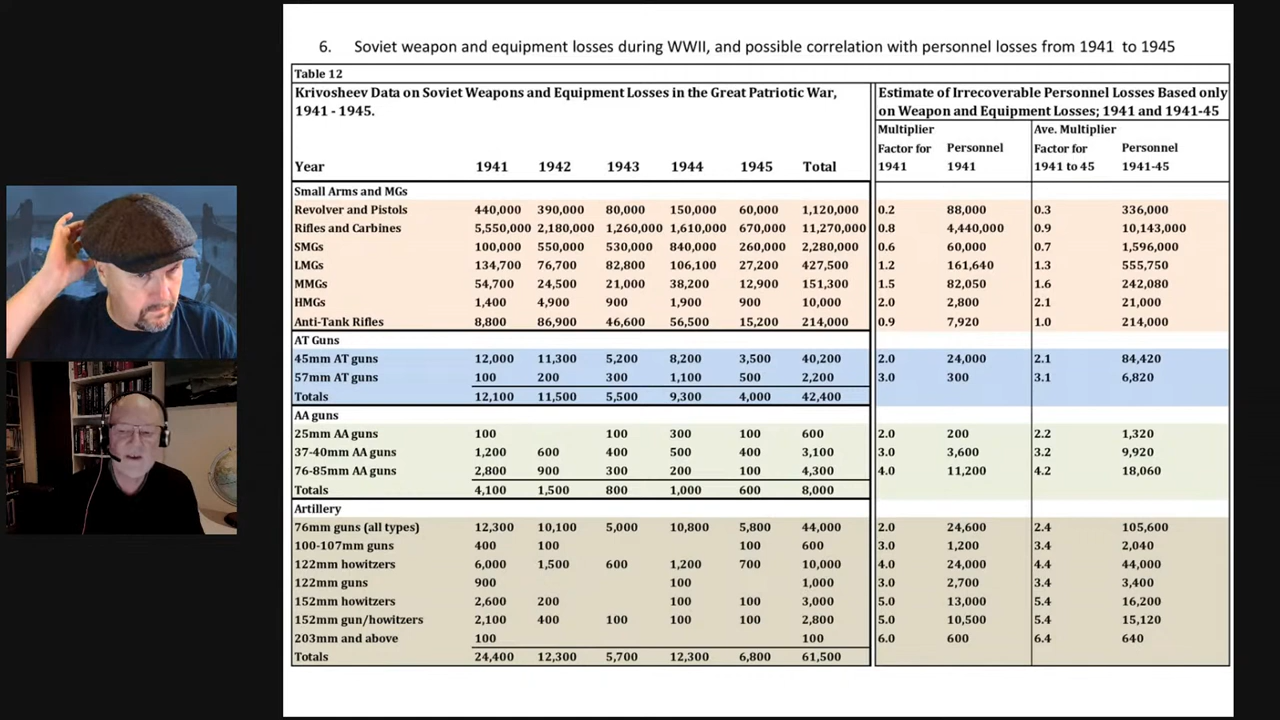 6. Soviet weapon and equipment losses during WWII, and possible correlation with personnel losses from 1941 to 1945
Table 12
Krivosheev Data on Soviet Weapons and Equipment Losses in the Great Patriotic War, 1941 - 1945.
Estimate of Irrecoverable Personnel Losses Based only on Weapon and Equipment Losses; 1941 and 1941-45
Year 1941 1942 1943 1944 1945 Total Multiplier Factor for 1941 Personnel 1941 Ave. Multiplier Factor for 1941 to 45 Personnel 1941-45
Small Arms and MGs
Revolver and Pistols 440,000 390,000 80,000 150,000 60,000 1,120,000 0.2 88,000 0.3 336,000
Rifles and Carbines 5,550,000 2,180,000 1,260,000 1,610,000 670,000 11,270,000 0.8 4,440,000 0.9 10,143,000
SMGs 100,000 550,000 530,000 840,000 260,000 2,280,000 0.6 60,000 0.7 1,596,000
LMGs 134,700 76,700 82,800 106,100 27,200 427,500 1.2 161,640 1.3 555,750
MMGs 54,700 24,500 21,000 38,200 12,900 151,300 1.5 82,050 1.6 242,080
HMGs 1,400 4,900 900 1,900 900 10,000 2.0 2,800 2.1 21,000
Anti-Tank Rifles 8,800 86,900 46,600 56,500 15,200 214,000 0.9 7,920 1.0 214,000
AT Guns
45mm AT guns 12,000 11,300 5,200 8,200 3,500 40,200 2.0 24,000 2.1 84,420
57mm AT guns 100 200 300 1,100 500 2,200 3.0 300 3.1 6,820
Totals 12,100 11,500 5,500 9,300 4,000 42,400
AA guns
25mm AA guns 100 100 300 100 600 2.0 200 2.2 1,320
37-40mm AA guns 1,200 600 400 500 400 3,100 3.0 3,600 3.2 9,920
76-85mm AA guns 2,800 900 300 200 100 4,300 4.0 11,200 4.2 18,060
Totals 4,100 1,500 800 1,000 600 8,000
Artillery
76mm guns (all types) 12,300 10,100 5,000 10,800 5,800 44,000 2.0 24,600 2.4 105,600
100-107mm guns 400 100 100 600 3.0 1,200 3.4 2,040
122mm howitzers 6,000 1,500 600 1,200 700 10,000 4.0 24,000 4.4 44,000
122mm guns 900 100 1,000 3.0 2,700 3.4 3,400
152mm howitzers 2,600 200 100 100 3,000 5.0 13,000 5.4 16,200
152mm gun/howitzers 2,100 400 100 100 100 2,800 5.0 10,500 5.4 15,120
203mm and above 100 100 6.0 600 6.4 640
Totals 24,400 12,300 5,700 12,300 6,800 61,500